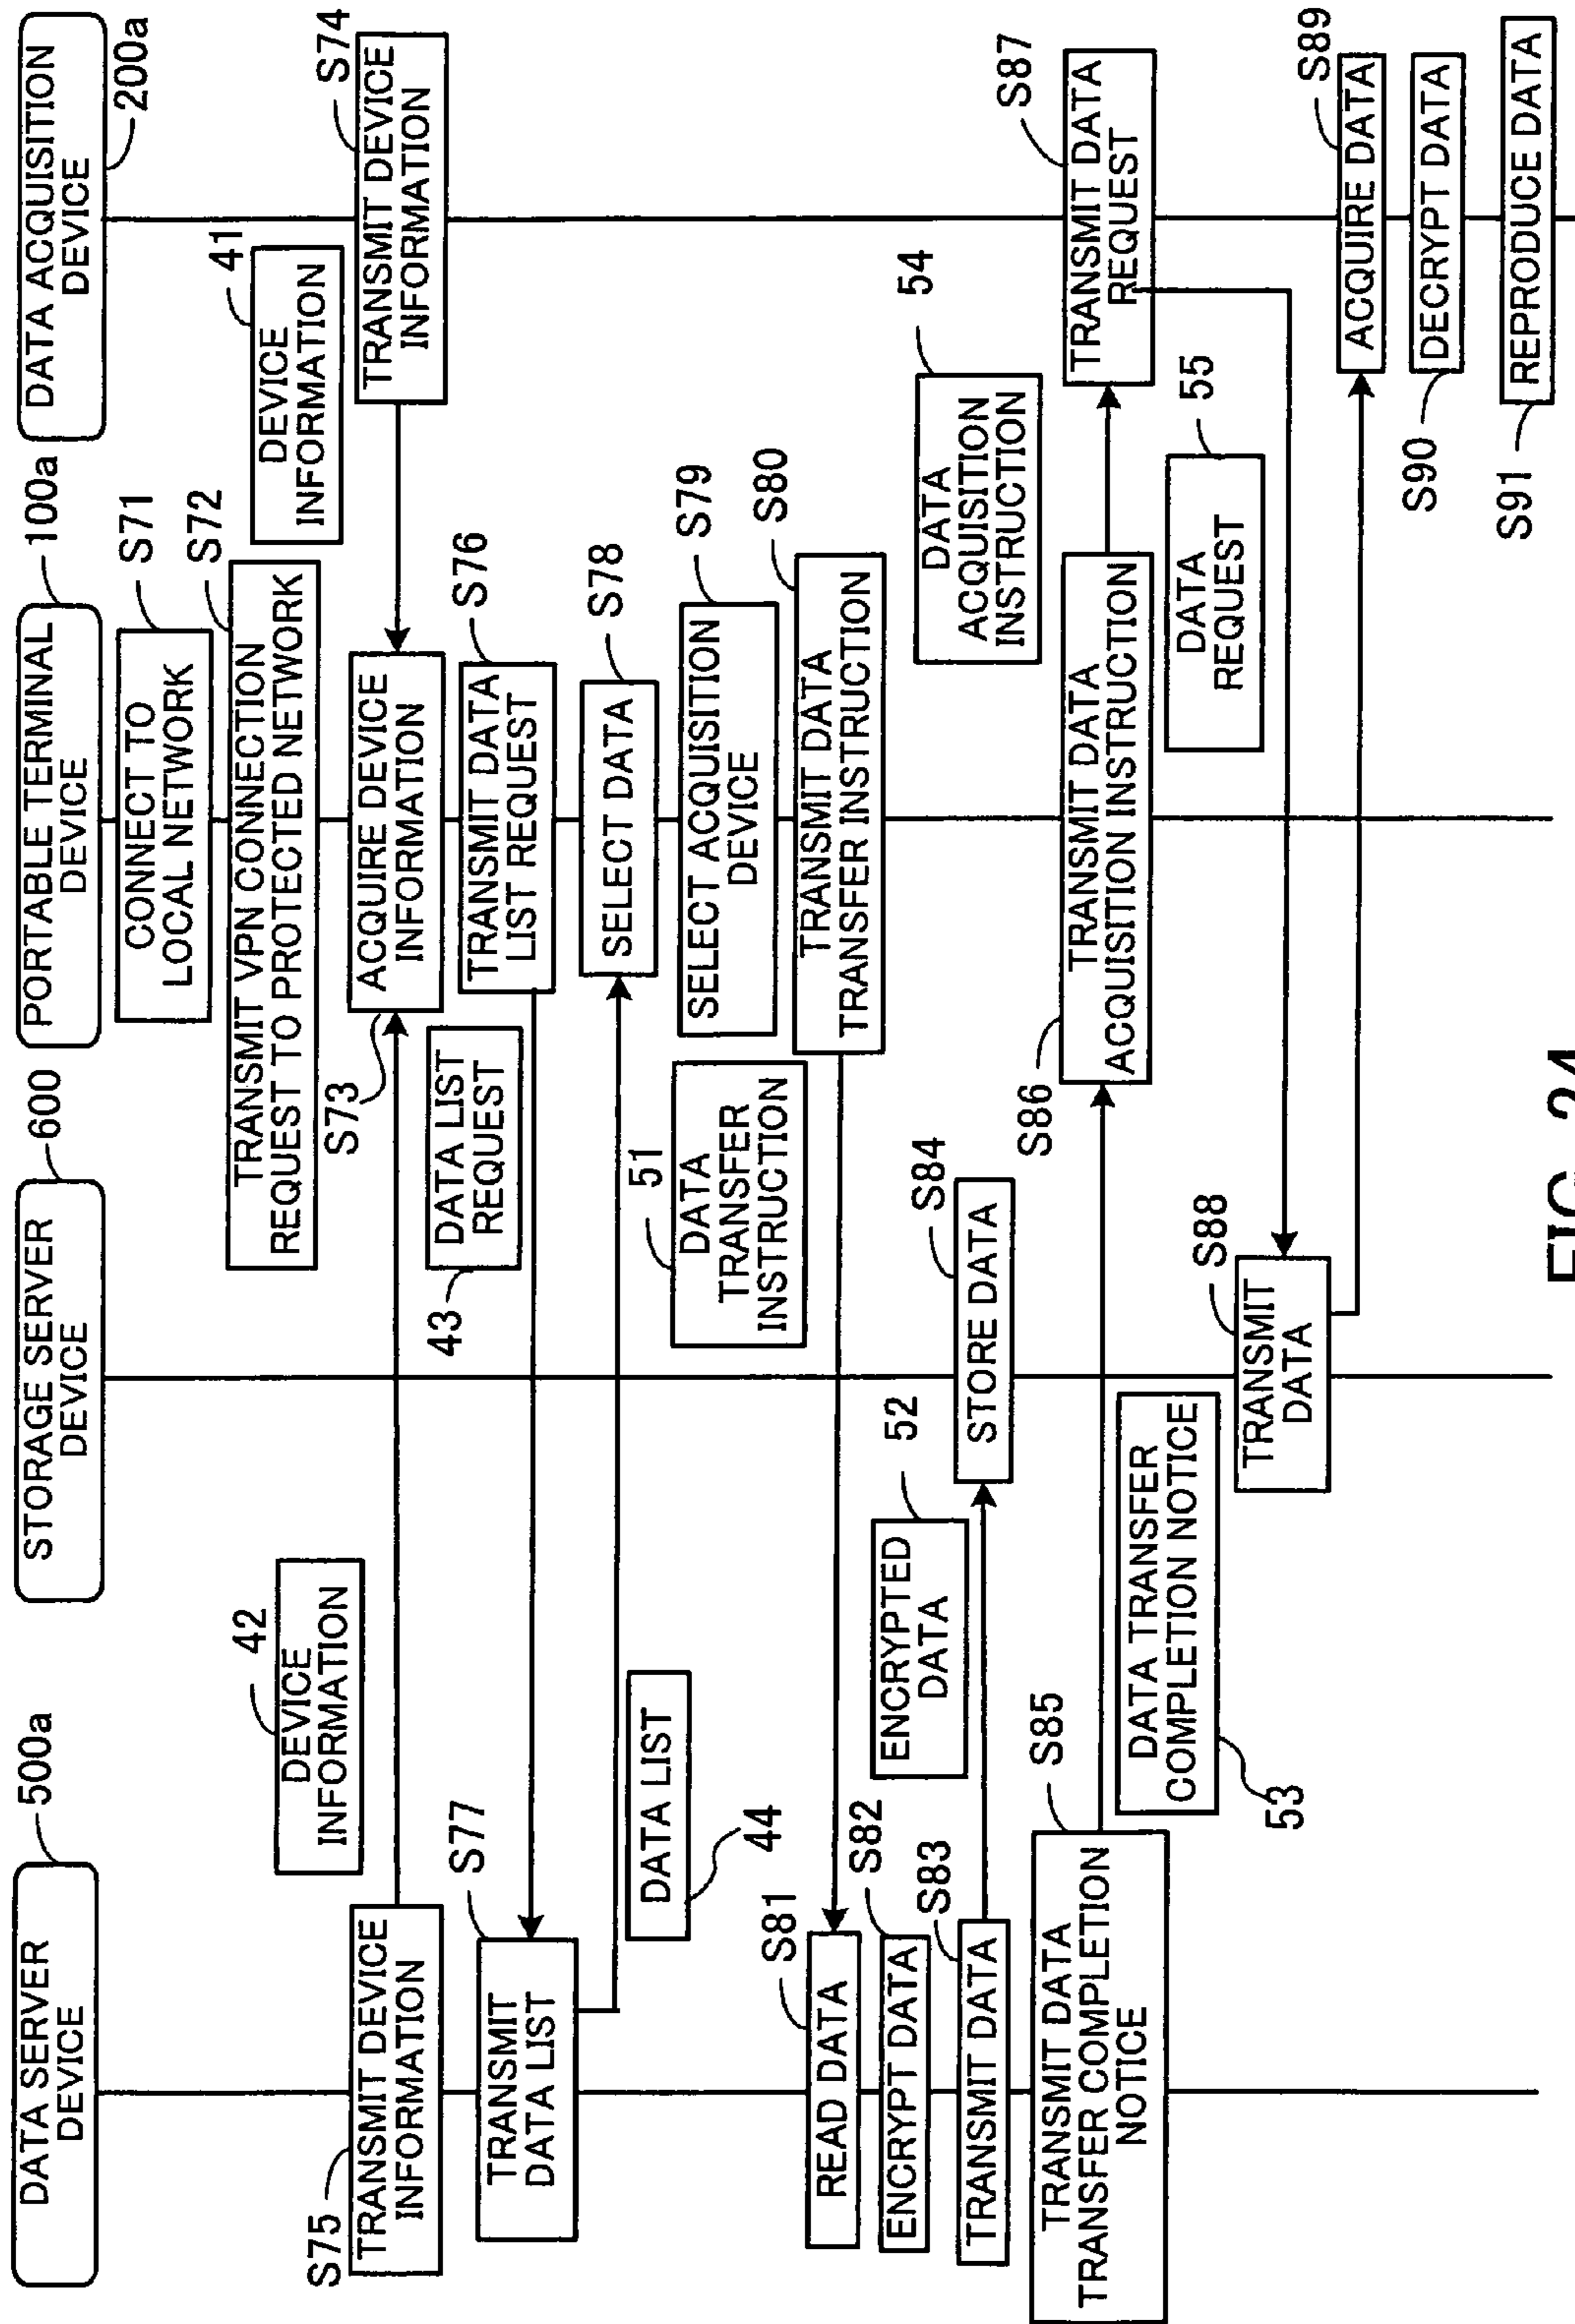 DATA SERVER
DEVICE
500a
STORAGE SERVER
DEVICE
600
PORTABLE TERMINAL
DEVICE
100a
DATA ACQUISITION
DEVICE
200a
CONNECT TO
LOCAL NETWORK
S71
TRANSMIT VPN CONNECTION
REQUEST TO PROTECTED NETWORK
S72
42
DEVICE
INFORMATION
41
DEVICE
INFORMATION
S75
TRANSMIT DEVICE
INFORMATION
S73
ACQUIRE DEVICE
INFORMATION
S74
TRANSMIT DEVICE
INFORMATION
43
DATA LIST
REQUEST
TRANSMIT DATA
LIST REQUEST
S76
TRANSMIT
DATA LIST
S77
SELECT DATA
S78
DATA LIST
44
51
DATA
TRANSFER
INSTRUCTION
SELECT ACQUISITION
DEVICE
S79
TRANSMIT DATA
TRANSFER INSTRUCTION
S80
READ DATA
S81
ENCRYPT DATA
S82
ENCRYPTED
DATA
52
TRANSMIT DATA
S83
STORE DATA
S84
DATA
ACQUISITION
INSTRUCTION
54
TRANSMIT DATA
TRANSFER COMPLETION
NOTICE
S85
S86
TRANSMIT DATA
ACQUISITION INSTRUCTION
TRANSMIT DATA
REQUEST
S87
DATA TRANSFER
COMPLETION NOTICE
53
DATA
REQUEST
55
TRANSMIT
DATA
S88
ACQUIRE DATA
S89
S90
DECRYPT DATA
S91
REPRODUCE DATA
FIG. 24